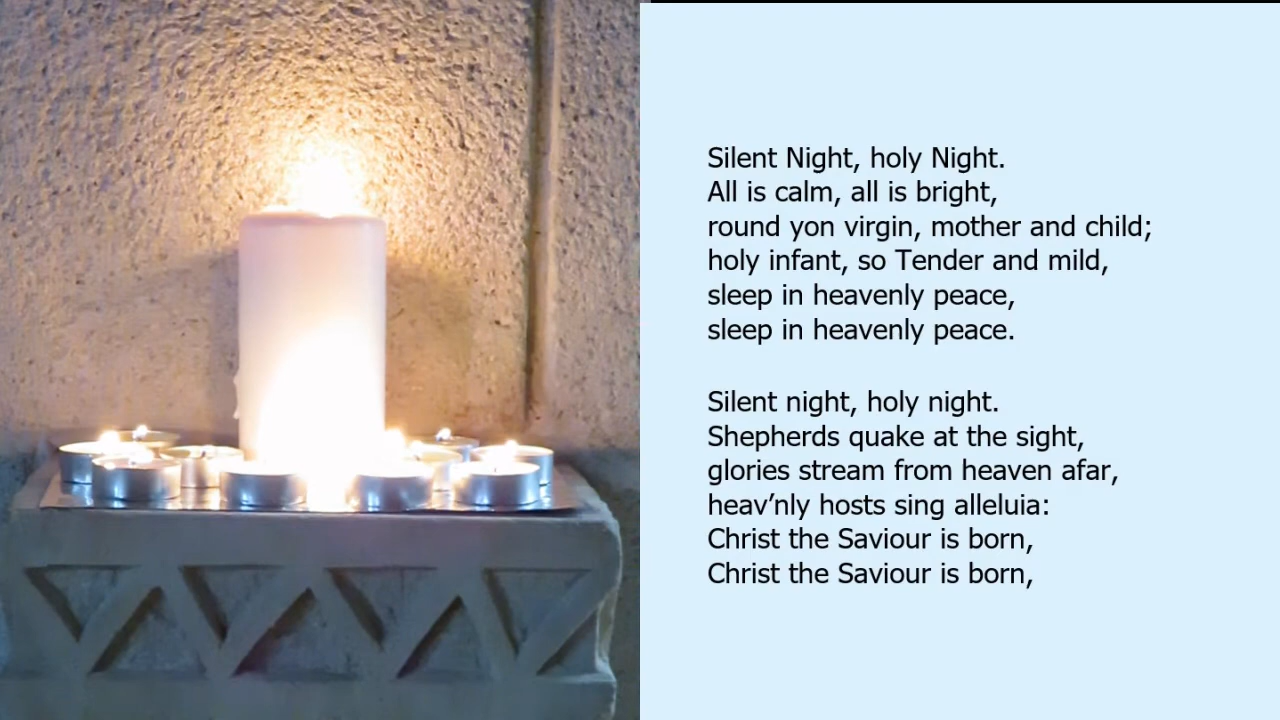 Silent Night, holy Night.
All is calm, all is bright,
round yon virgin, mother and child;
holy infant, so Tender and mild,
sleep in heavenly peace,
sleep in heavenly peace.
Silent night, holy night.
Shepherds quake at the sight,
glories stream from heaven afar,
heav’nly hosts sing alleluia:
Christ the Saviour is born,
Christ the Saviour is born,